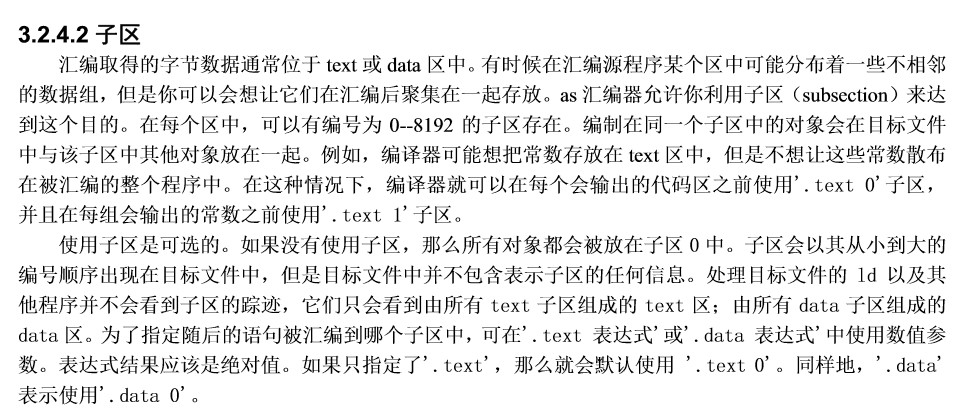 3.2.4.2 子区
汇编取得的字节数据通常位于 text 或 data 区中。有时候在汇编源程序某个区中可能分布着一些不相邻
的数据组，但是你可以会想让它们在汇编后聚集在一起存放。as 汇编器允许你利用子区（subsection）来达
到这个目的。在每个区中，可以有编号为 0--8192 的子区存在。编制在同一个子区中的对象会在目标文件
中与该子区中其他对象放在一起。例如，编译器可能想把常数存放在 text 区中，但是不想让这些常数散布
在被汇编的整个程序中。在这种情况下，编译器就可以在每个会输出的代码区之前使用'.text 0'子区，
并且在每组会输出的常数之前使用'.text 1'子区。
使用子区是可选的。如果没有使用子区，那么所有对象都会被放在子区 0 中。子区会以其从小到大的
编号顺序出现在目标文件中，但是目标文件中并不包含表示子区的任何信息。处理目标文件的 ld 以及其
他程序并不会看到子区的踪迹，它们只会看到由所有 text 子区组成的 text 区；由所有 data 子区组成的
data 区。为了指定随后的语句被汇编到哪个子区中，可在'.text 表达式'或'.data 表达式'中使用数值参
数。表达式结果应该是绝对值。如果只指定了'.text'，那么就会默认使用 '.text 0'。同样地，'.data'
表示使用'.data 0'。